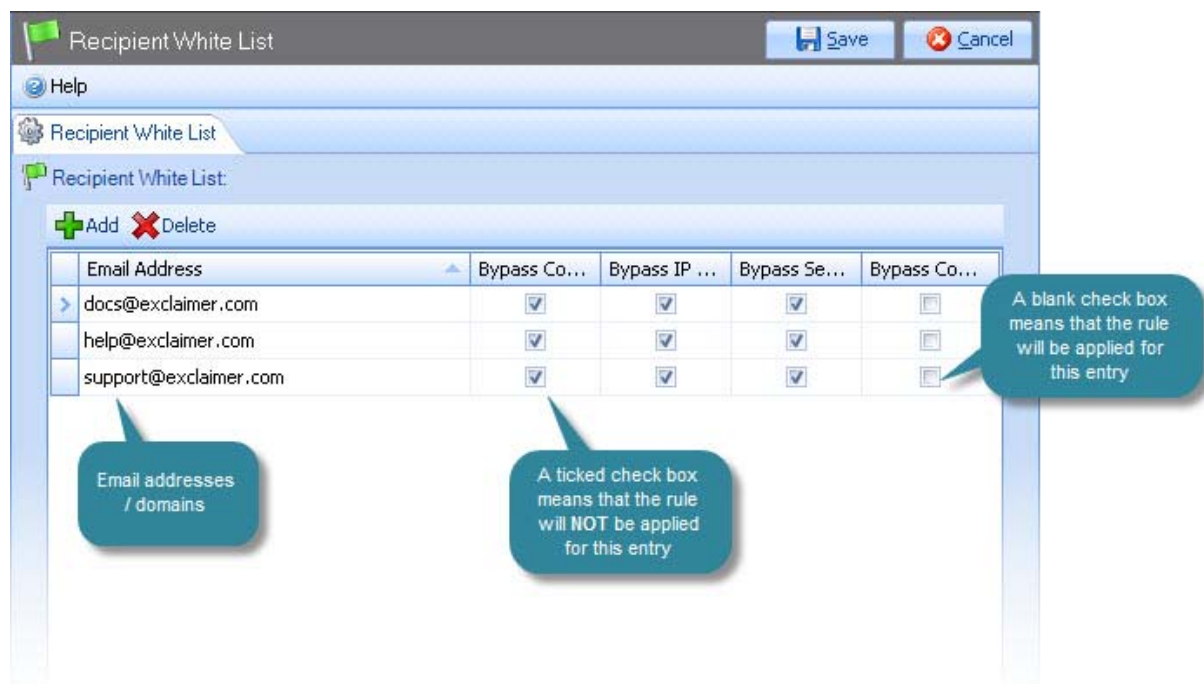 Recipient White List
Save
Cancel
Help
Recipient White List
Recipient White List:
Add Delete
Email Address Bypass Co... Bypass IP ... Bypass Se... Bypass Co...
docs@exclaimer.com
help@exclaimer.com
support@exclaimer.com
A blank check box
means that the rule
will be applied for
this entry
Email addresses
/ domains
A ticked check box
means that the rule
will NOT be applied
for this entry